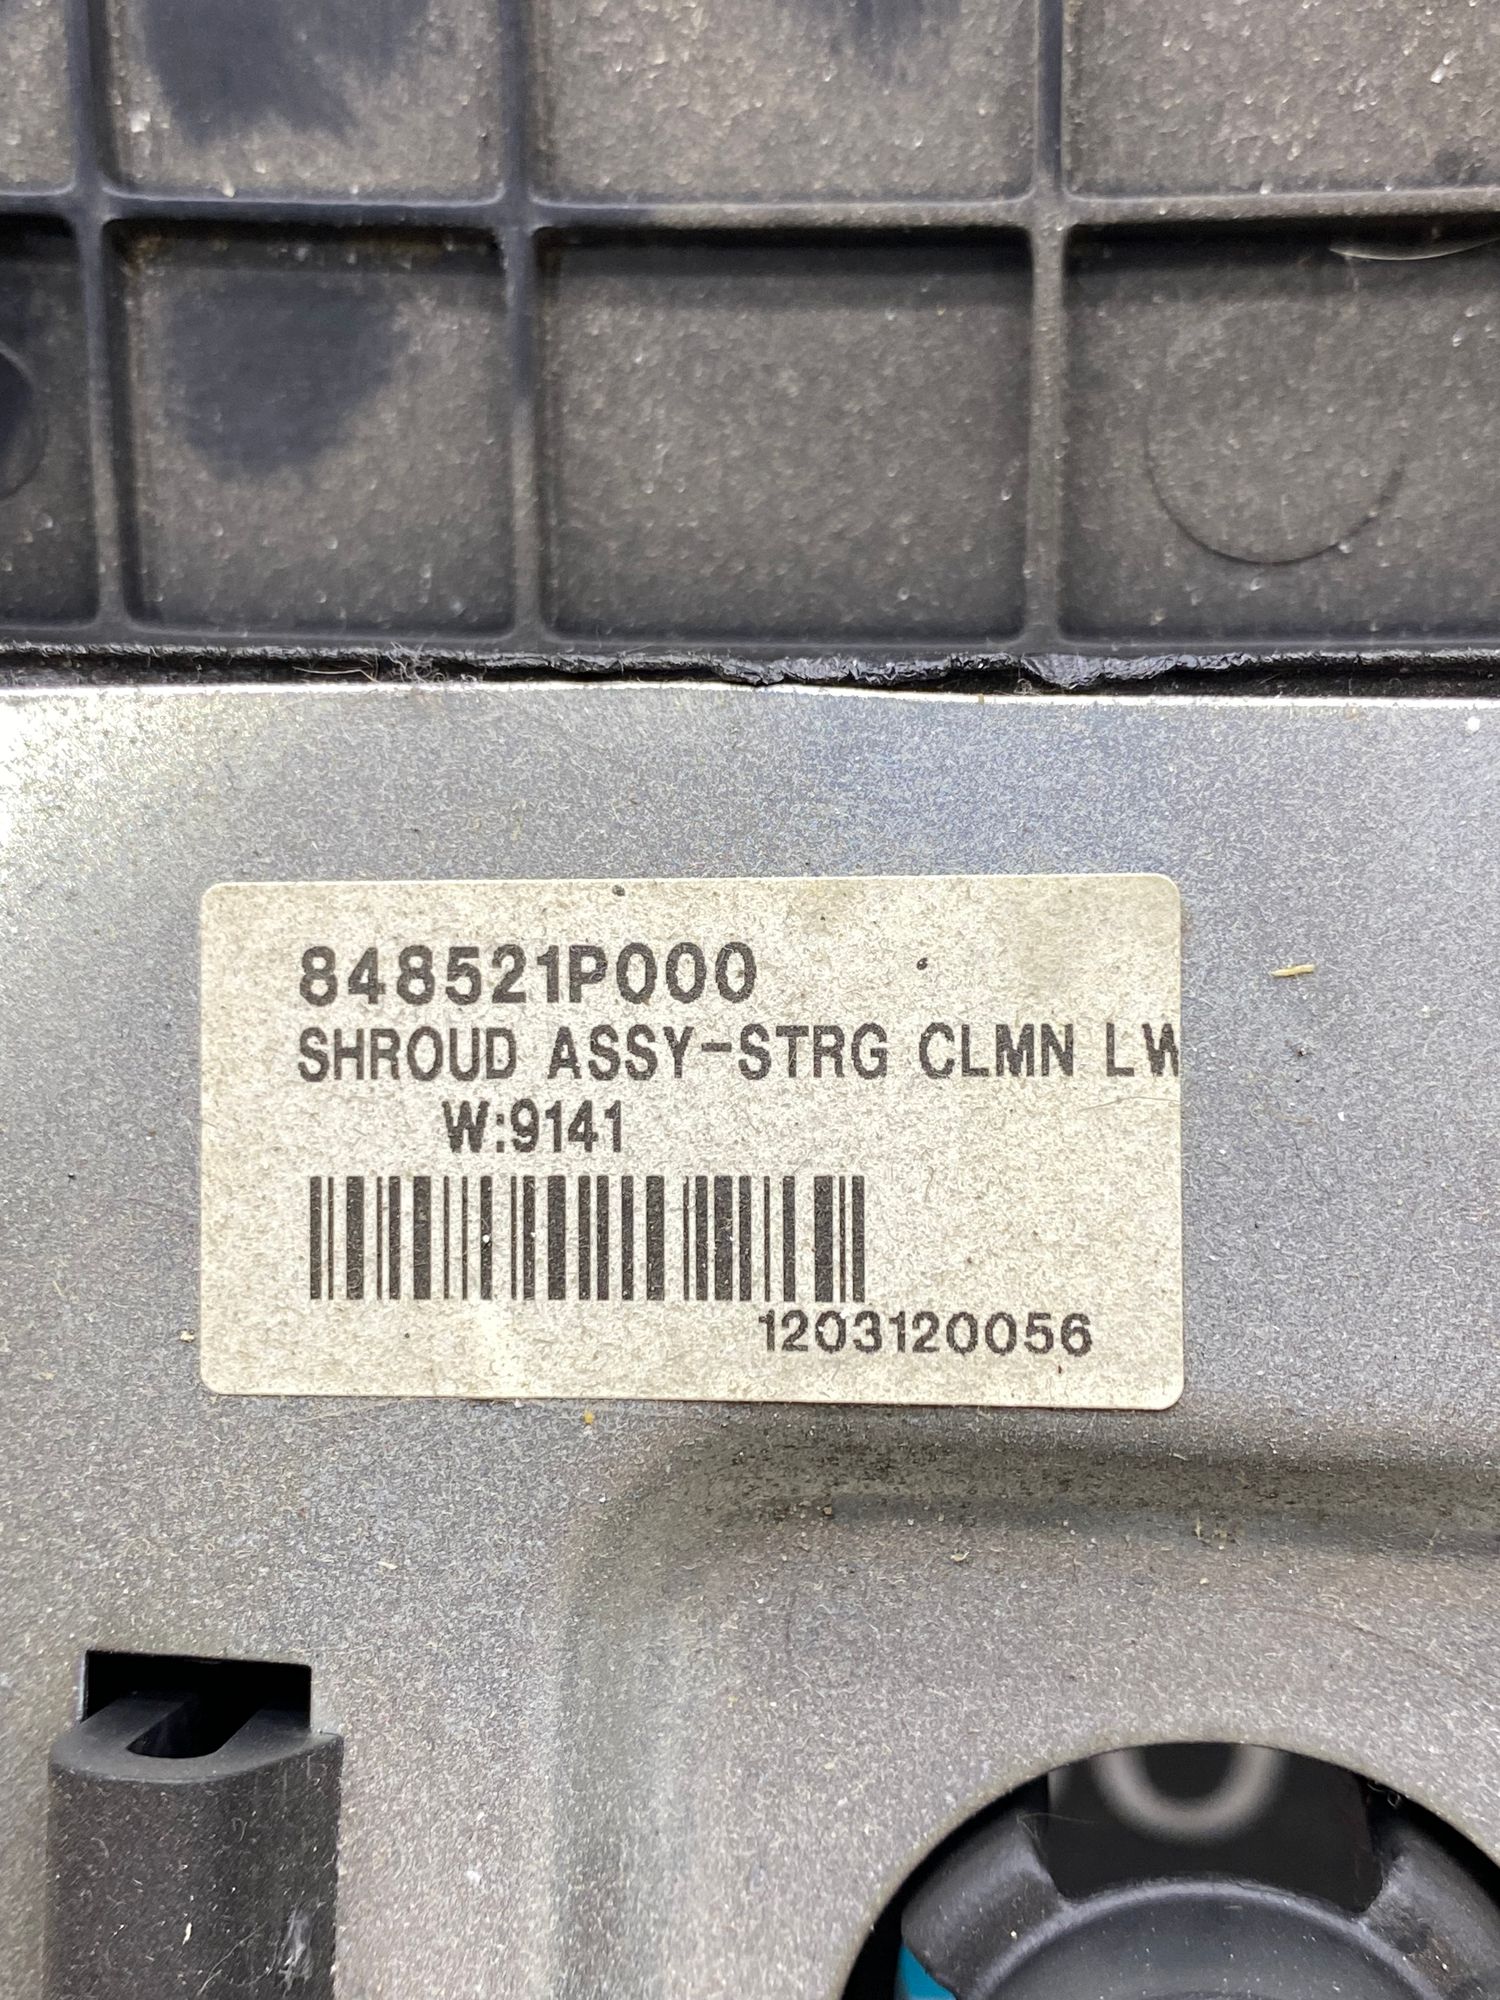 848521P000
SHROUD ASSY-STRG CLMN LW
W:9141
1203120056